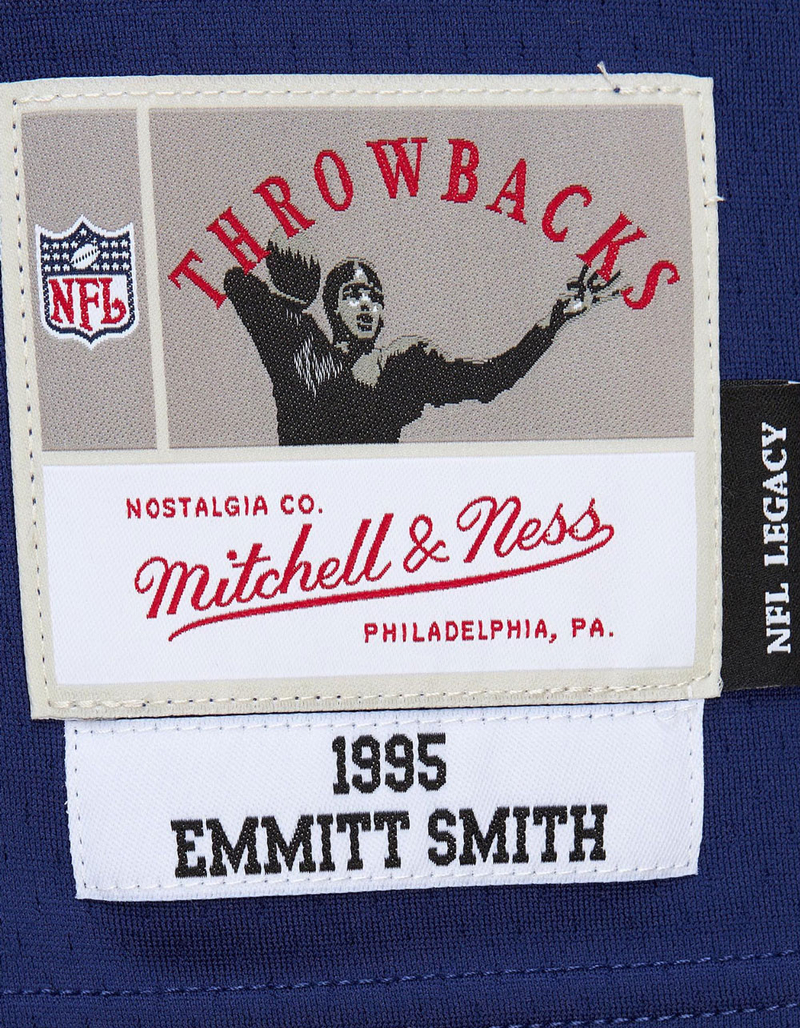 THROWBACKS
NFL
NOSTALGIA CO.
Mitchell & Ness
PHILADELPHIA, PA.
NFL LEGACY
1995
EMMITT SMITH